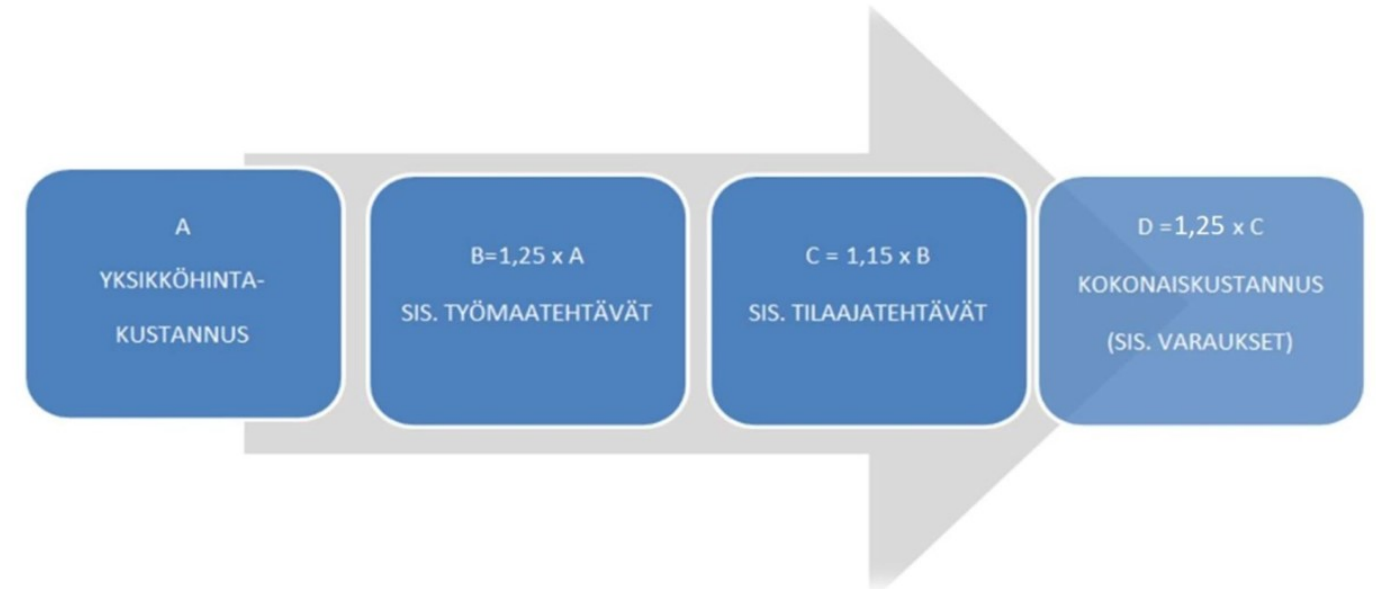 A
YKSIKKÖHINTA-
KUSTANNUS
B=1,25 x A
SIS. TYÖMAATEHTÄVÄT
C = 1,15 x B
SIS. TILAAJATEHTÄVÄT
D =1,25 x C
KOKONAISKUSTANNUS
(SIS. VARAUKSET)